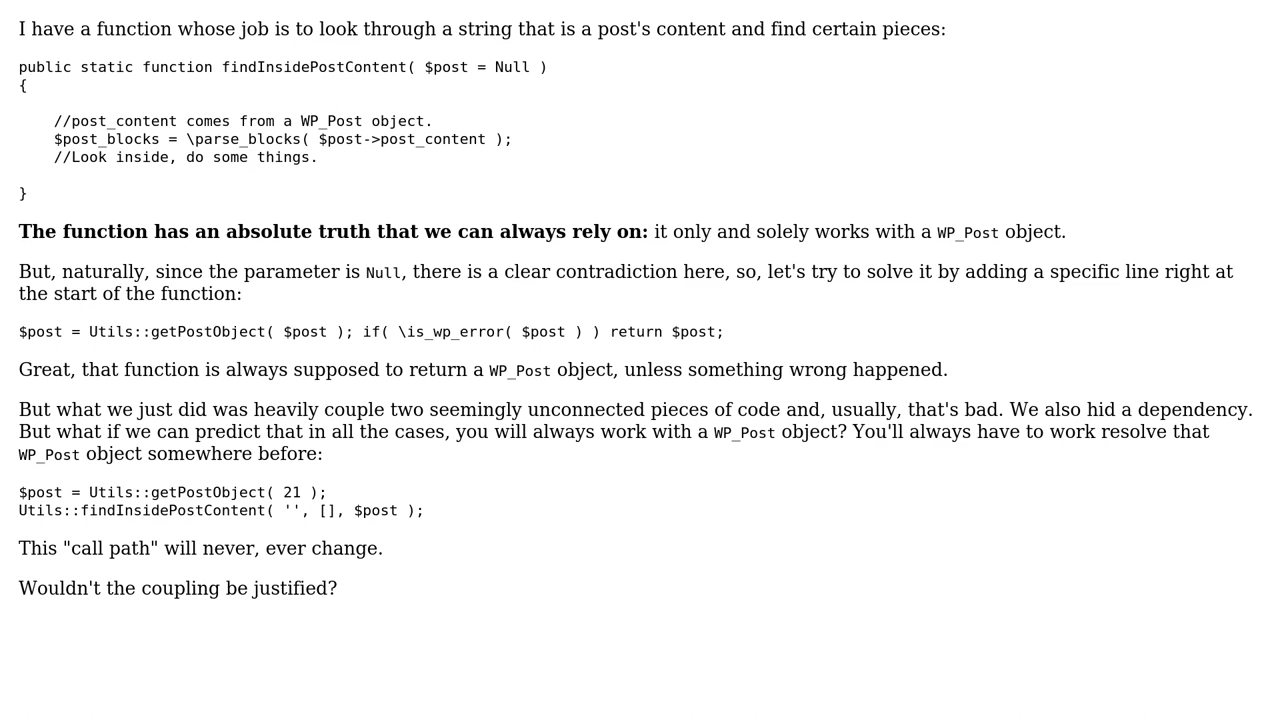 I have a function whose job is to look through a string that is a post's content and find certain pieces:
public static function findInsidePostContent( $post = Null )
{
//post_content comes from a WP_Post object.
$post_blocks = \parse_blocks( $post->post_content );
//Look inside, do some things.
}
The function has an absolute truth that we can always rely on: it only and solely works with a WP_Post object.
But, naturally, since the parameter is Null, there is a clear contradiction here, so, let's try to solve it by adding a specific line right at
the start of the function:
$post = Utils::getPostObject( $post ); if( \is_wp_error( $post ) ) return $post;
Great, that function is always supposed to return a WP_Post object, unless something wrong happened.
But what we just did was heavily couple two seemingly unconnected pieces of code and, usually, that's bad. We also hid a dependency.
But what if we can predict that in all the cases, you will always work with a WP_Post object? You'll always have to work resolve that
WP_Post object somewhere before:
$post = Utils::getPostObject( 21 );
Utils::findInsidePostContent( '', [], $post );
This "call path" will never, ever change.
Wouldn't the coupling be justified?